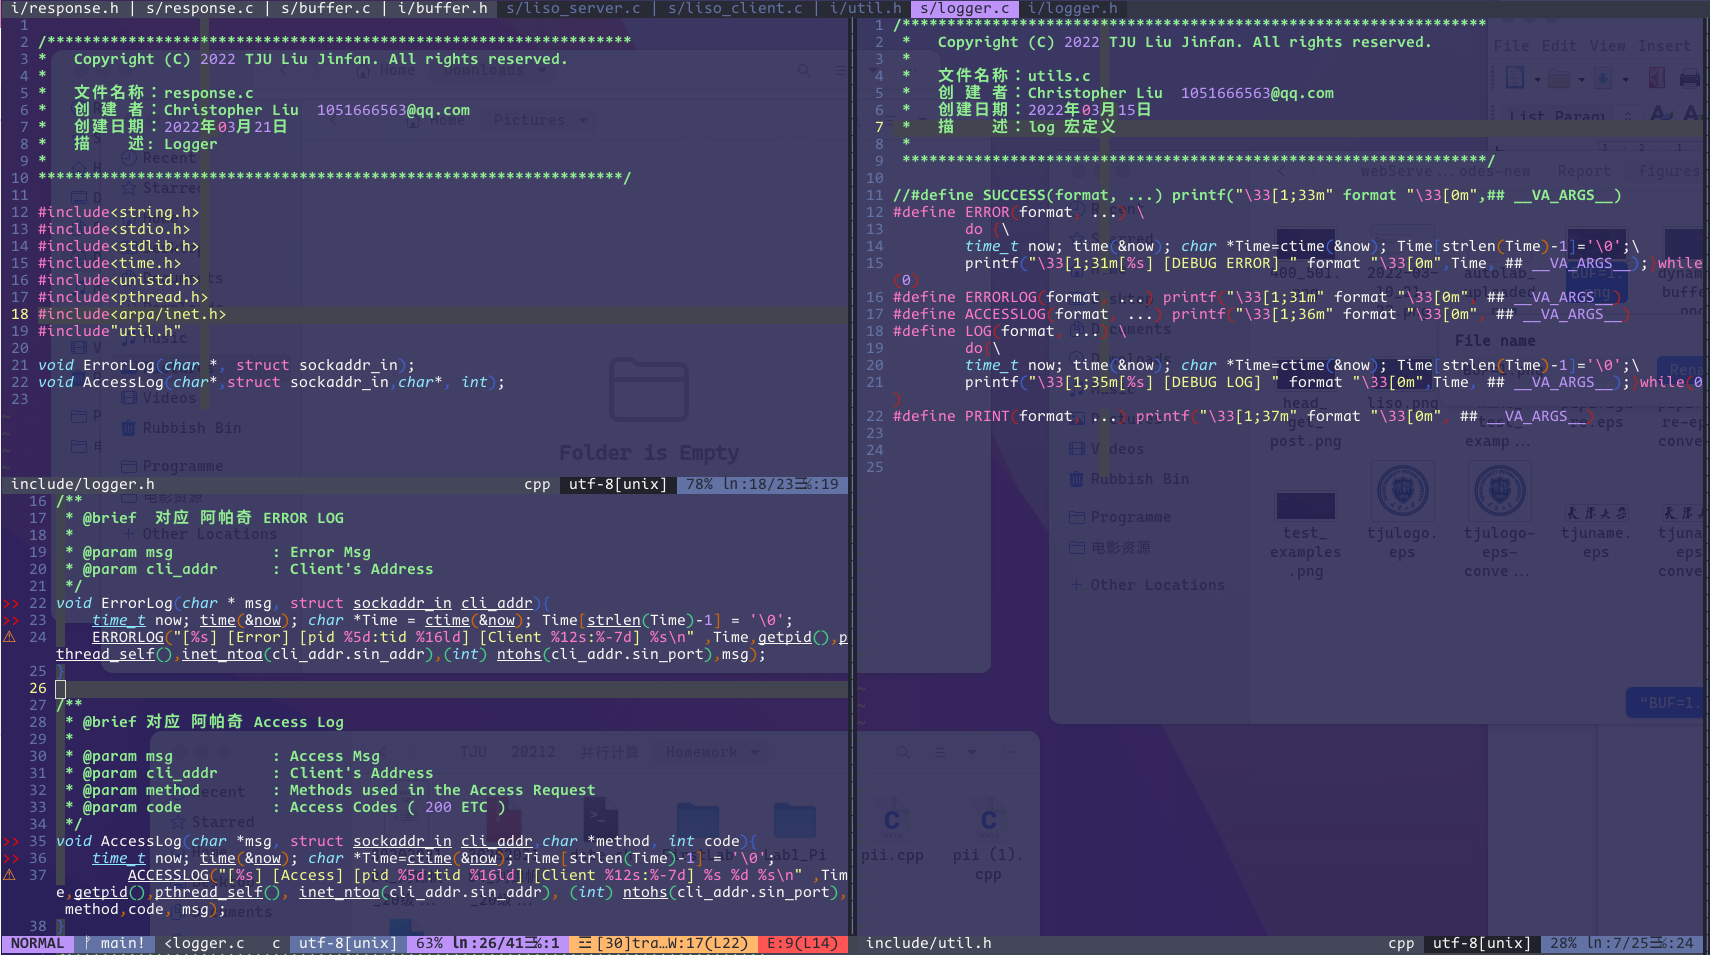 i/response.h | s/response.c | s/buffer.c | i/buffer.h  s/liso_server.c | s/liso_client.c | i/util.h  s/logger.c  i/logger.h
1
2 /*****************************************************************
3 *   Copyright (C) 2022 TJU Liu Jinfan. All rights reserved.
4 *
5 *   文件名称：response.c
6 *   创 建 者：Christopher Liu  1051666563@qq.com
7 *   创建日期：2022年03月21日
8 *   描    述: Logger
9 *
10 *****************************************************************/
11
12 #include<string.h>
13 #include<stdio.h>
14 #include<stdlib.h>
15 #include<time.h>
16 #include<unistd.h>
17 #include<pthread.h>
18 #include<arpa/inet.h>
19 #include"util.h"
20
21 void ErrorLog(char *, struct sockaddr_in);
22 void AccessLog(char*,struct sockaddr_in,char*, int);
23
include/logger.h cpp utf-8[unix] 78% ln:18/23☰℅:19
16 /**
17  * @brief  对应 阿帕奇 ERROR LOG
18  *
19  * @param msg           : Error Msg
20  * @param cli_addr      : Client's Address
21  */
>> 22 void ErrorLog(char * msg, struct sockaddr_in cli_addr){
>> 23     time_t now; time(&now); char *Time = ctime(&now); Time[strlen(Time)-1] = '\0';
⚠ 24     ERRORLOG("[%s] [Error] [pid %5d:tid %16ld] [Client %12s:%-7d] %s\n" ,Time,getpid(),p
thread_self(),inet_ntoa(cli_addr.sin_addr),(int) ntohs(cli_addr.sin_port),msg);
25 }
26
27 /**
28  * @brief 对应 阿帕奇 Access Log
29  *
30  * @param msg           : Access Msg
31  * @param cli_addr      : Client's Address
32  * @param method        : Methods used in the Access Request
33  * @param code          : Access Codes ( 200 ETC )
34  */
>> 35 void AccessLog(char *msg, struct sockaddr_in cli_addr,char *method, int code){
>> 36     time_t now; time(&now); char *Time=ctime(&now); Time[strlen(Time)-1] = '\0';
⚠ 37         ACCESSLOG("[%s] [Access] [pid %5d:tid %16ld] [Client %12s:%-7d] %s %d %s\n" ,Tim
e,getpid(),pthread_self(), inet_ntoa(cli_addr.sin_addr), (int) ntohs(cli_addr.sin_port),
 method,code, msg);
38 }
NORMAL main! <logger.c c utf-8[unix] 63% ln:26/41☰℅:1 ☲ [30]tra…W:17(L22) E:9(L14)
1 /*****************************************************************
2 *   Copyright (C) 2022 TJU Liu Jinfan. All rights reserved.
3 *
4 *   文件名称：utils.c
5 *   创 建 者：Christopher Liu  1051666563@qq.com
6 *   创建日期：2022年03月15日
7 *   描    述：log 宏定义
8 *
9 *****************************************************************/
10
11 //#define SUCCESS(format, ...) printf("\33[1;33m" format "\33[0m",## __VA_ARGS__)
12 #define ERROR(format, ...) \
13         do {\
14         time_t now; time(&now); char *Time=ctime(&now); Time[strlen(Time)-1]='\0';\
15         printf("\33[1;31m[%s] [DEBUG ERROR] " format "\33[0m",Time, ## __VA_ARGS__); }while
(0)
16 #define ERRORLOG(format, ...) printf("\33[1;31m" format "\33[0m", ## __VA_ARGS__)
17 #define ACCESSLOG(format, ...) printf("\33[1;36m" format "\33[0m", ## __VA_ARGS__)
18 #define LOG(format, ...) \
19         do{\
20         time_t now; time(&now); char *Time=ctime(&now); Time[strlen(Time)-1]='\0';\
21         printf("\33[1;35m[%s] [DEBUG LOG] " format "\33[0m",Time, ## __VA_ARGS__); }while(0
)
22 #define PRINT(format, ...) printf("\33[1;37m" format "\33[0m", ## __VA_ARGS__)
23
24
25
include/util.h cpp utf-8[unix] 28% ln:7/25☰℅:24
Home
Downloads
Home
Pictures
Recent
Starred
Music
Videos
Rubbish Bin
Programme
电影资源
Other Locations
Folder is Empty
File Edit View Insert
List Paragu
Report
figures
File name
Documents
Videos
Rubbish Bin
Programme
电影资源
Other Locations
post.png
liso.png
test_
examples
.png
tjulogo.
eps
tjulogo-
eps-
conve...
tjuname.
eps
"BUF=1.
TJU 20212 并行计算 Homework
Starred
Lab1_Pi
pii.cpp
pii (1).
cpp